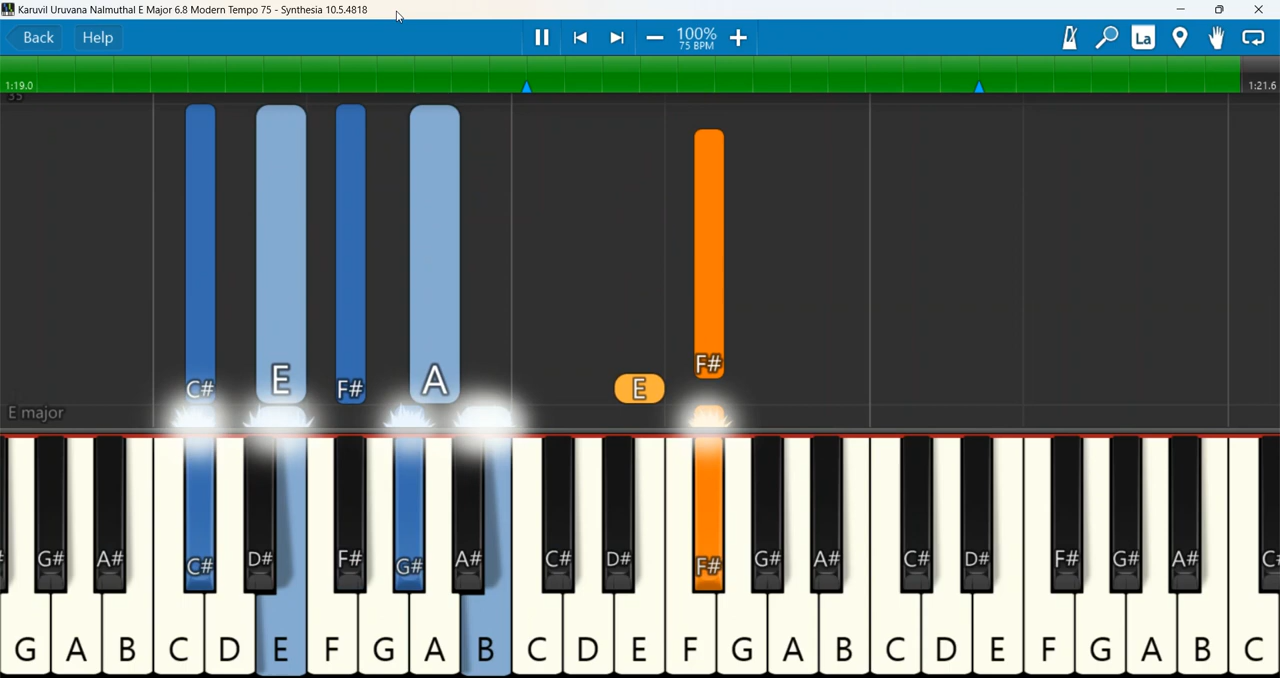 Karuvil Uruvana Nalmuthal E Major 6.8 Modern Tempo 75 - Synthesia 10.5.4818
Back Help 100% La
75 BPM
1:19.0 1:21.6
35
F#
C# E F# A E
E major
G# A# C# D# F# G# A# C# D# F# G# A# C# D# F# G# A#
G A B C D E F G A B C D E F G A B C D E F G A B C